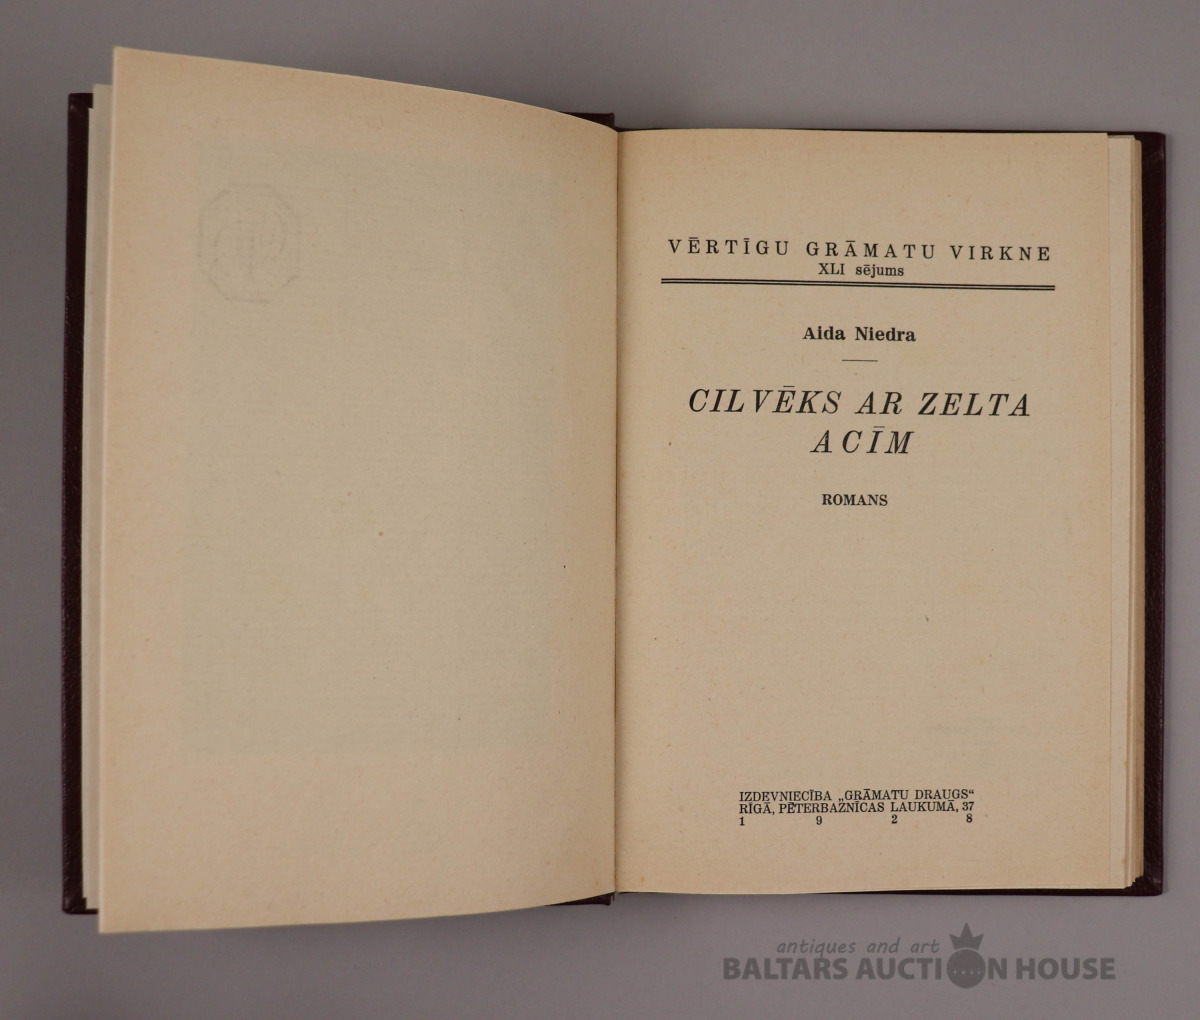 VĒRTĪGU GRĀMATU VIRKNE
XLI sējums
Aida Niedra
CILVĒKS AR ZELTA
ACĪM
ROMANS
IZDEVNIECĪBA „GRĀMATU DRAUGS“
RĪGĀ, PĒTERBAZNĪCAS LAUKUMĀ, 37
1 9 2 8
antiques and art
BALTARS AUCTION HOUSE